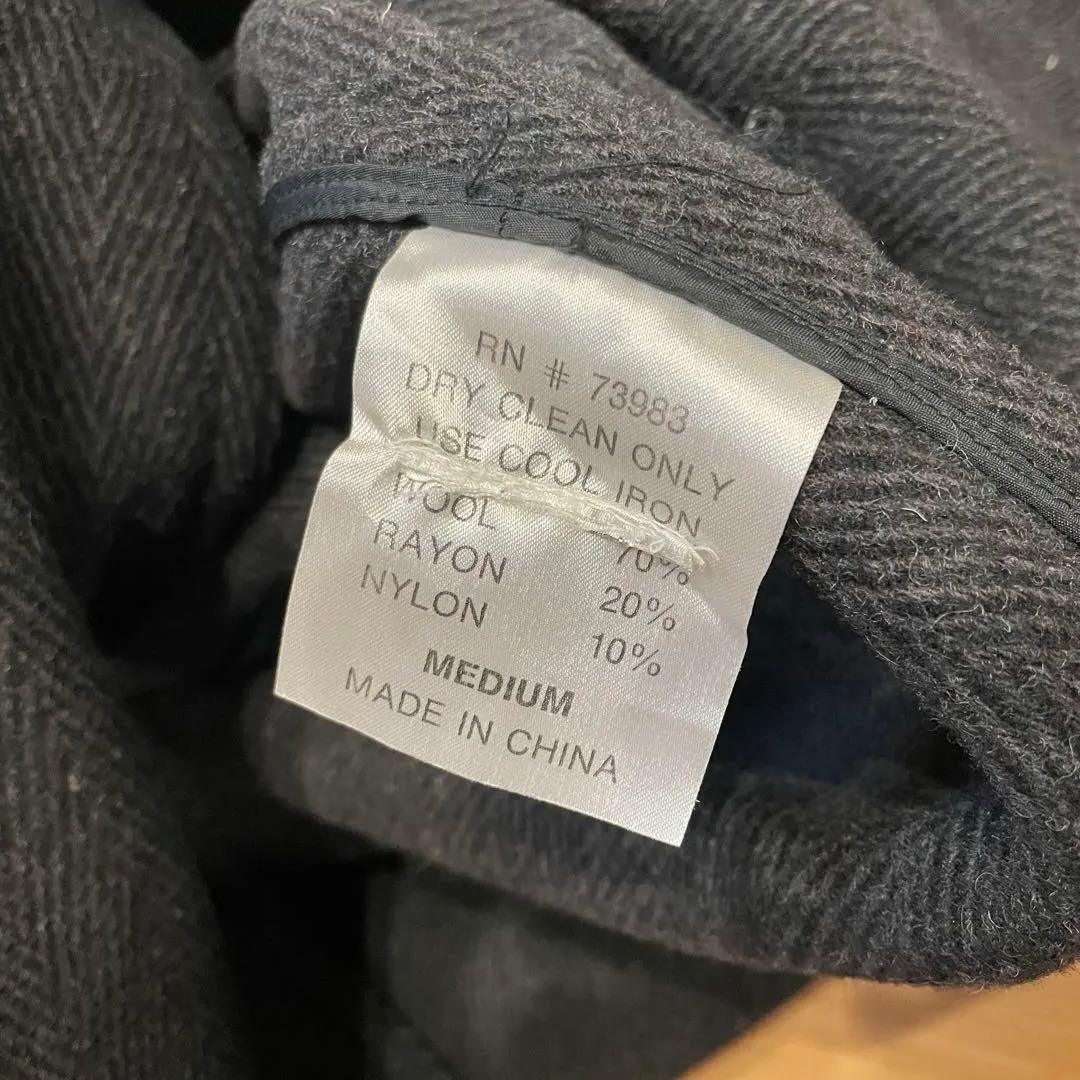 RN # 73983
DRY CLEAN ONLY
USE COOL IRON
WOOL 70%
RAYON 20%
NYLON 10%
MEDIUM
MADE IN CHINA